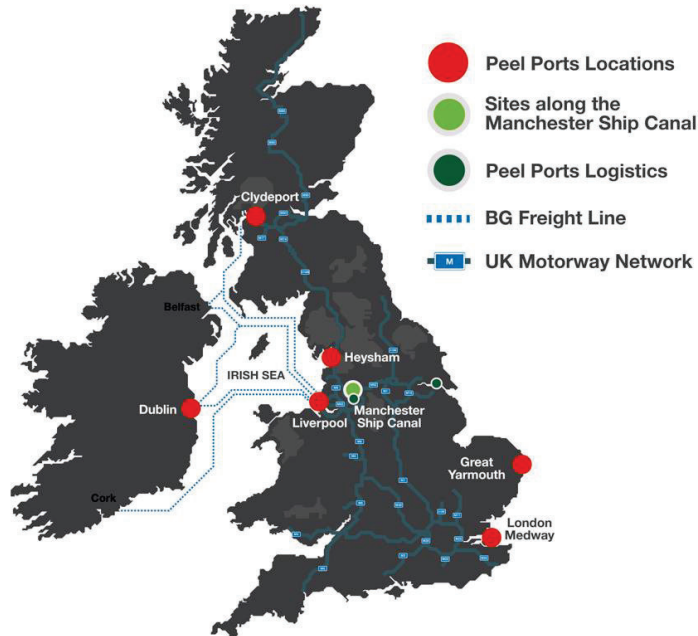 Peel Ports Locations
Sites along the
Manchester Ship Canal
Peel Ports Logistics
BG Freight Line
M
UK Motorway Network
Clydeport
Belfast
Heysham
IRISH SEA
Dublin
Liverpool
Manchester
Ship Canal
Great
Yarmouth
Cork
London
Medway